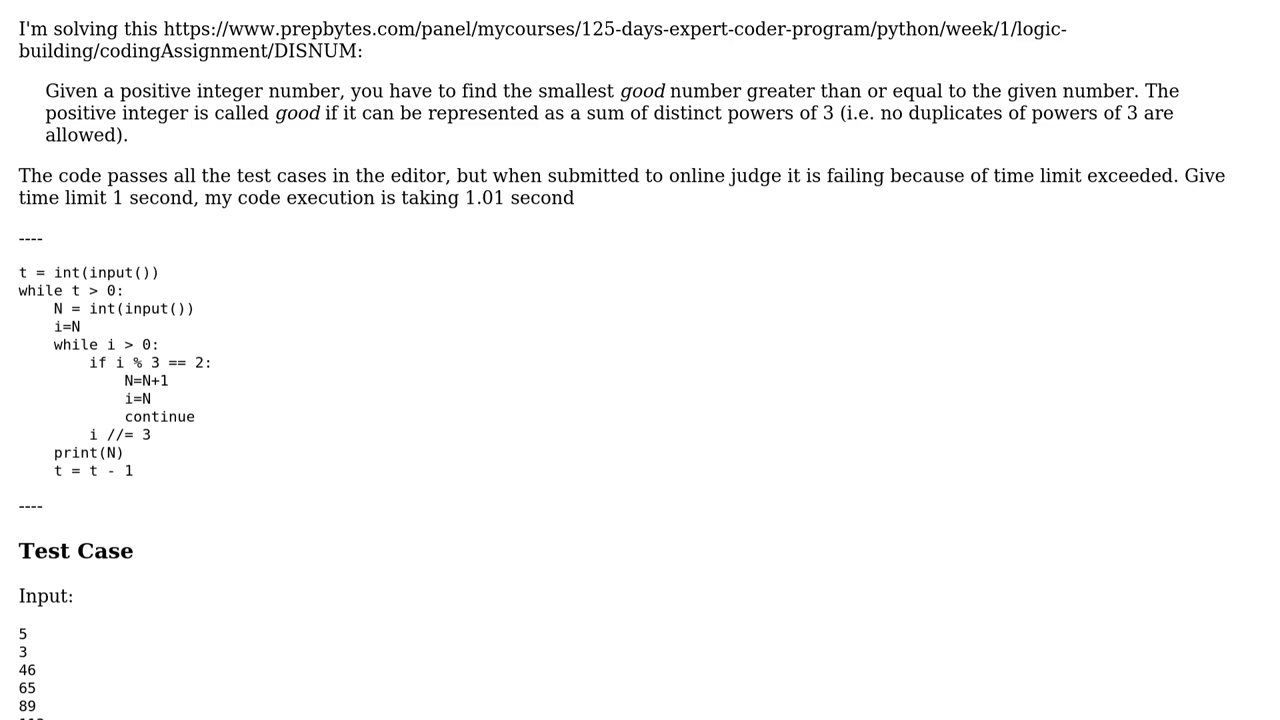 I'm solving this https://www.prepbytes.com/panel/mycourses/125-days-expert-coder-program/python/week/1/logic-
building/codingAssignment/DISNUM:
Given a positive integer number, you have to find the smallest good number greater than or equal to the given number. The
positive integer is called good if it can be represented as a sum of distinct powers of 3 (i.e. no duplicates of powers of 3 are
allowed).
The code passes all the test cases in the editor, but when submitted to online judge it is failing because of time limit exceeded. Give
time limit 1 second, my code execution is taking 1.01 second
----
t = int(input())
while t > 0:
    N = int(input())
    i=N
    while i > 0:
        if i % 3 == 2:
            N=N+1
            i=N
            continue
        i //= 3
    print(N)
    t = t - 1
----
Test Case
Input:
5
3
46
65
89